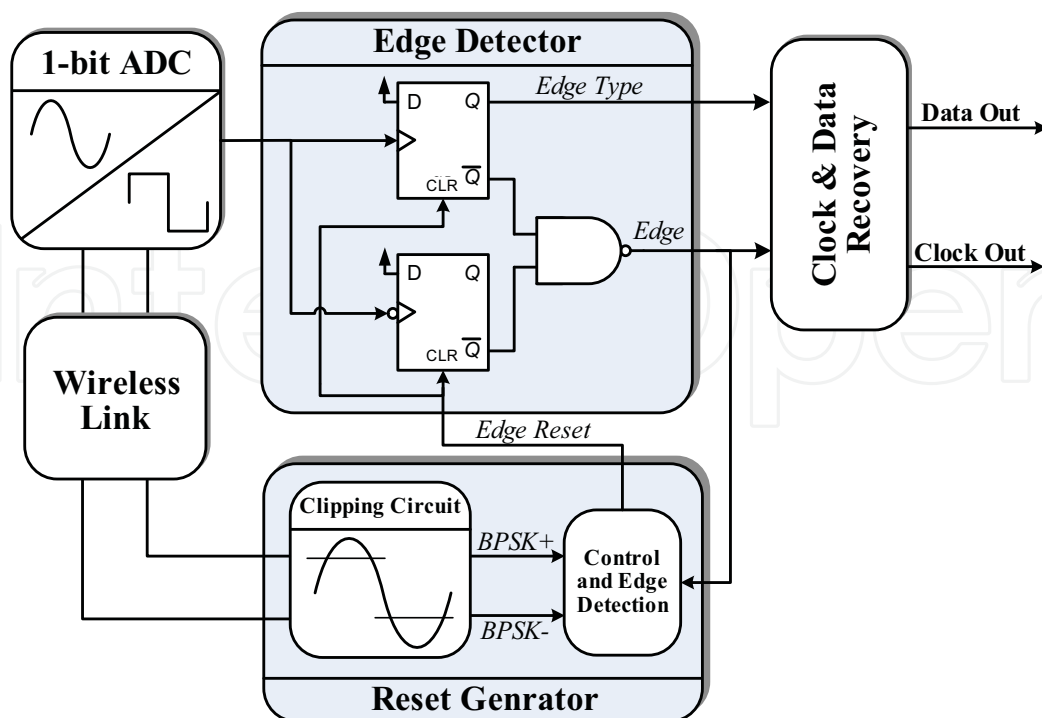 Edge Detector
1-bit ADC
D
Q
CLR
Q
Edge Type
D
Q
CLR
Q
Edge
Clock & Data
Recovery
Data Out
Clock Out
Wireless
Link
Edge Reset
Clipping Circuit
BPSK+
BPSK-
Control
and Edge
Detection
Reset Genrator